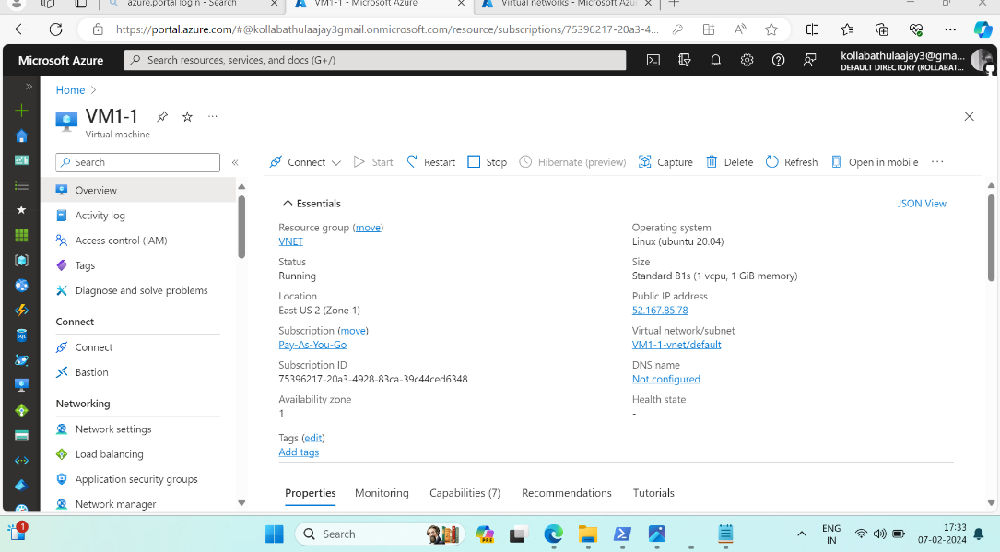 azure.portal login - Search
VM1-1 - Microsoft Azure
Virtual networks - Microsoft Azu
https://portal.azure.com/#@kollabathulaajay3gmail.onmicrosoft.com/resource/subscriptions/75396217-20a3-4...
Microsoft Azure
Search resources, services, and docs (G+/)
kollabathulaajay3@gma...
DEFAULT DIRECTORY (KOLLABAT...
Home >
VM1-1
Virtual machine
Search
Connect
Start
Restart
Stop
Hibernate (preview)
Capture
Delete
Refresh
Open in mobile
Overview
Activity log
Access control (IAM)
Tags
Diagnose and solve problems
Connect
Connect
Bastion
Networking
Network settings
Load balancing
Application security groups
Network manager
Essentials
JSON View
Resource group (move)
VNET
Status
Running
Location
East US 2 (Zone 1)
Subscription (move)
Pay-As-You-Go
Subscription ID
75396217-20a3-4928-83ca-39c44ced6348
Availability zone
1
Operating system
Linux (ubuntu 20.04)
Size
Standard B1s (1 vcpu, 1 GiB memory)
Public IP address
52.167.85.78
Virtual network/subnet
VM1-1-vnet/default
DNS name
Not configured
Health state
-
Tags (edit)
Add tags
Properties
Monitoring
Capabilities (7)
Recommendations
Tutorials
1
Search
PRE
ENG
IN
17:33
07-02-2024